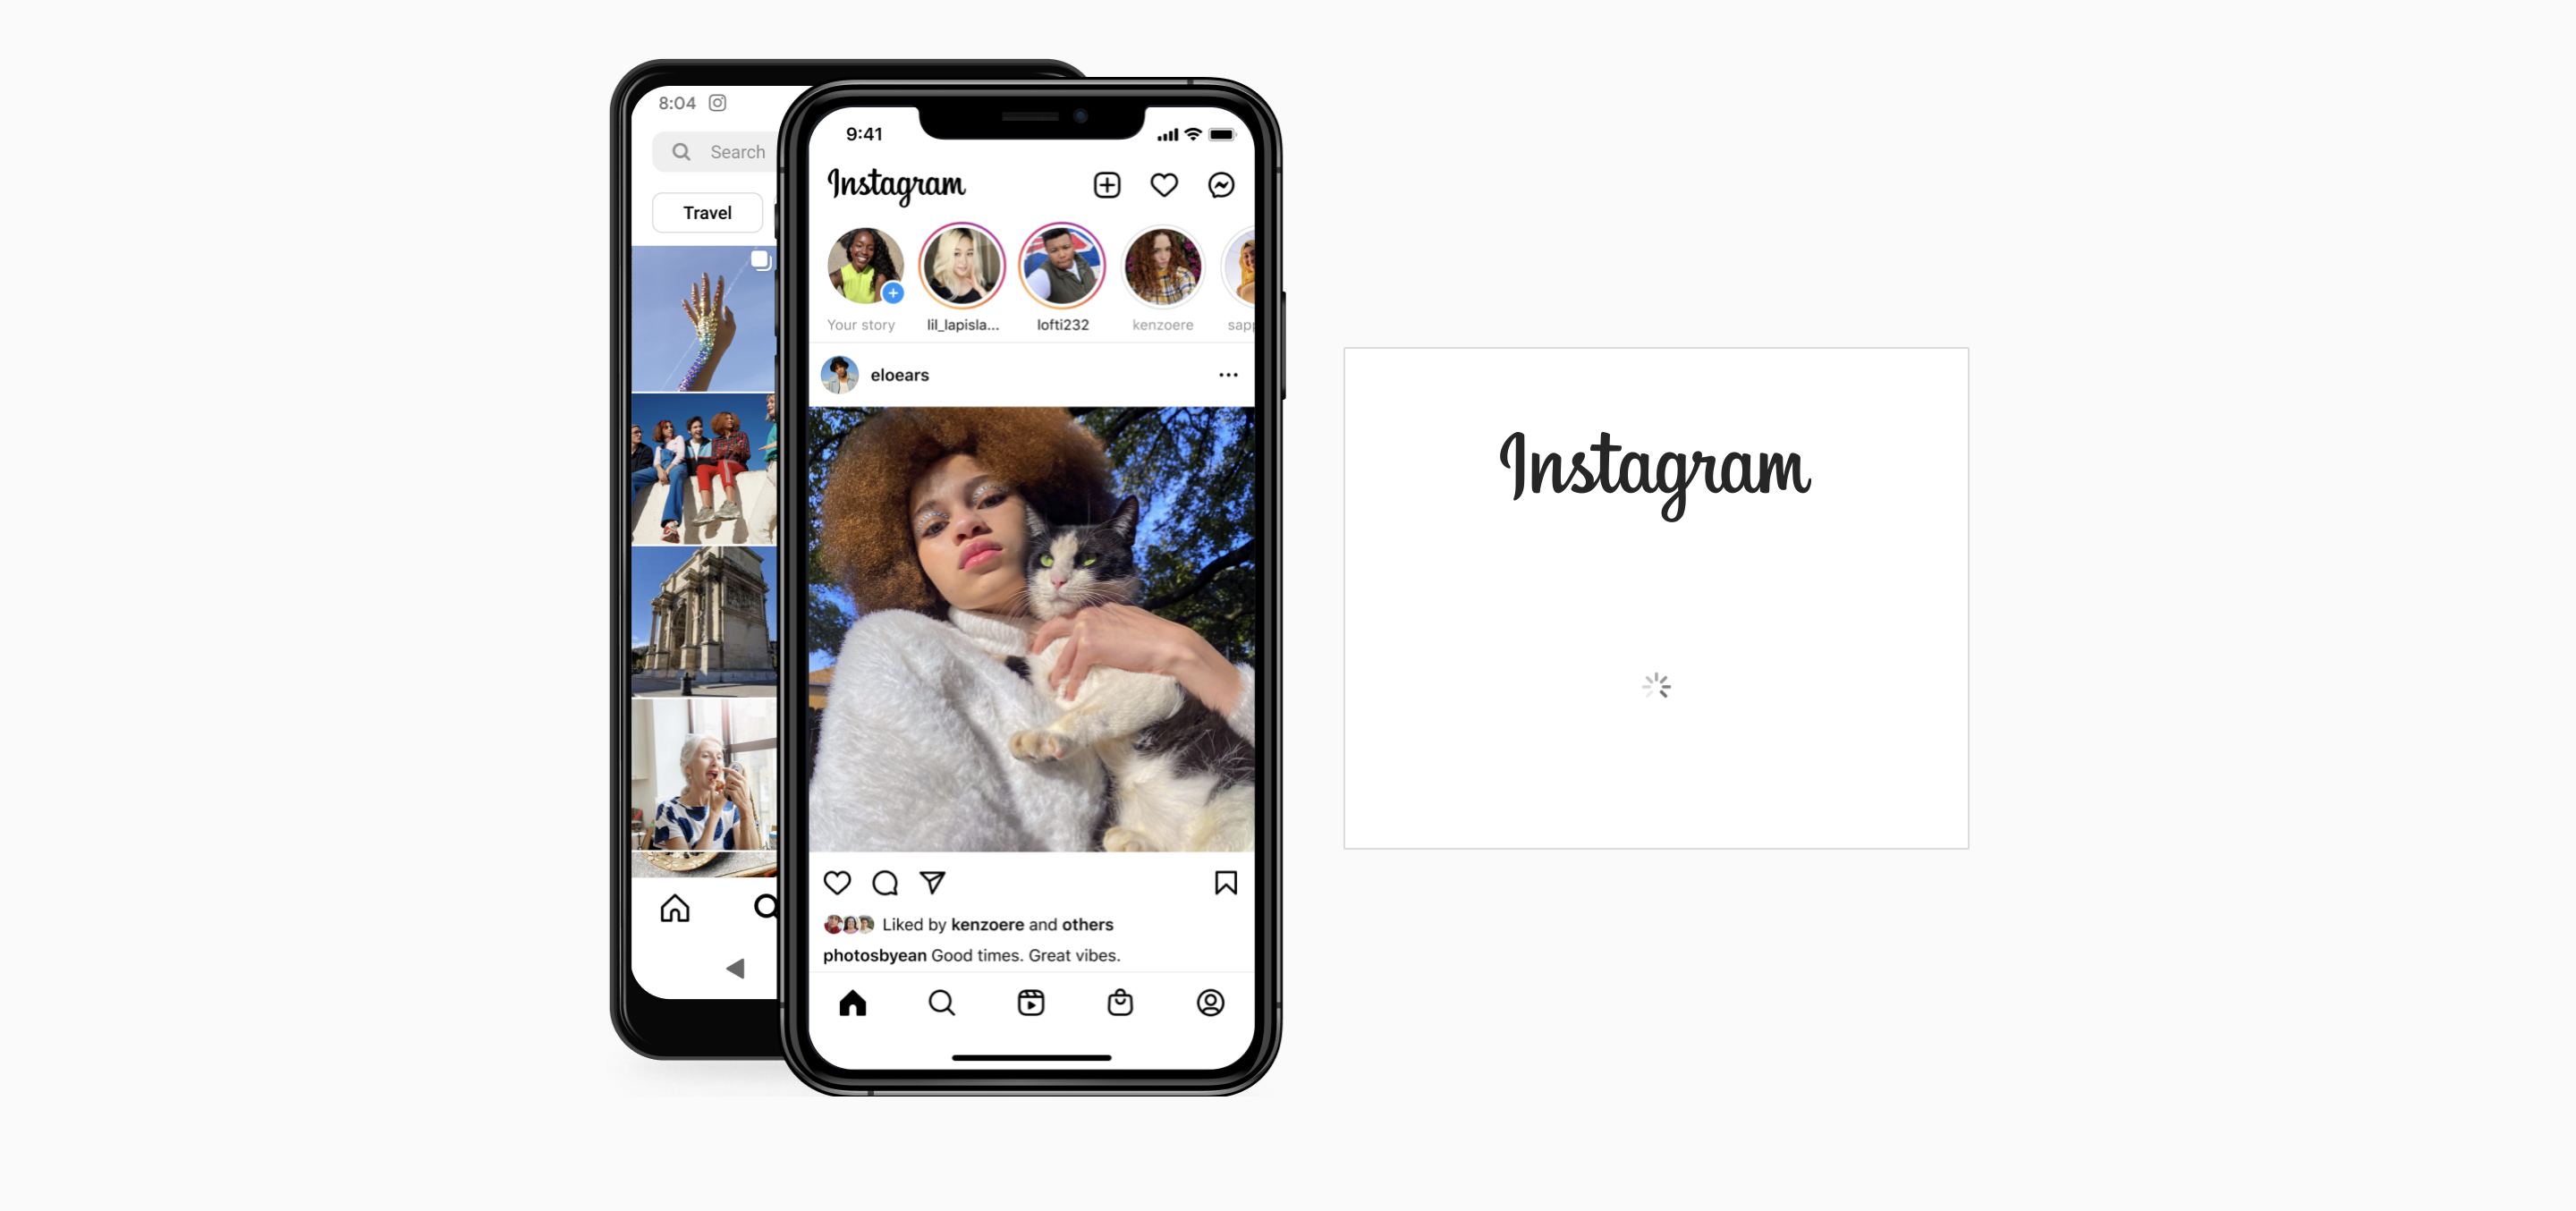 8:04
Search
Travel
9:41
Instagram
Your story
lil_lapisla...
lofti232
kenzoere
eloears
Liked by kenzoere and others
photosbyean Good times. Great vibes.
Instagram